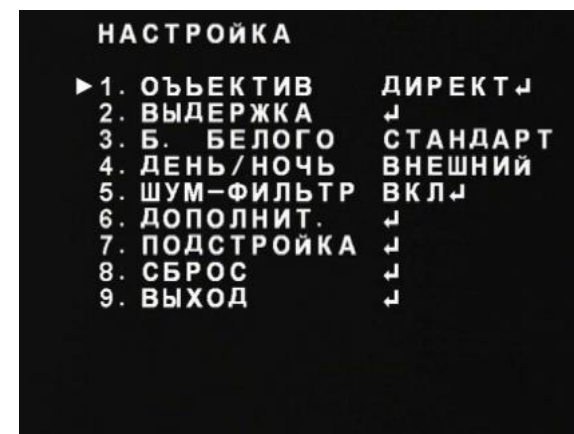 НАСТРОЙКА
►1. ОЪЬЕКТИВ ДИРЕКТ↲
2. ВЫДЕРЖКА ↲
3. Б. БЕЛОГО СТАНДАРТ
4. ДЕНЬ/НОЧЬ ВНЕШНИЙ
5. ШУМ-ФИЛЬТР ВКЛ↲
6. ДОПОЛНИТ. ↲
7. ПОДСТРОЙКА ↲
8. СБРОС ↲
9. ВЫХОД ↲